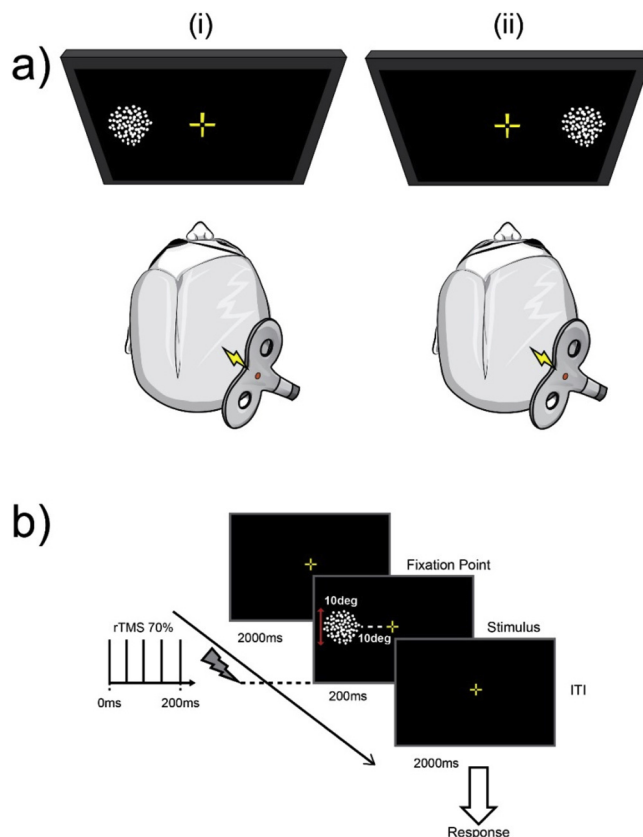 (i)
(ii)
a)
b)
Fixation Point
10deg
10deg
Stimulus
rTMS 70%
2000ms
ITI
0ms
200ms
200ms
2000ms
Response